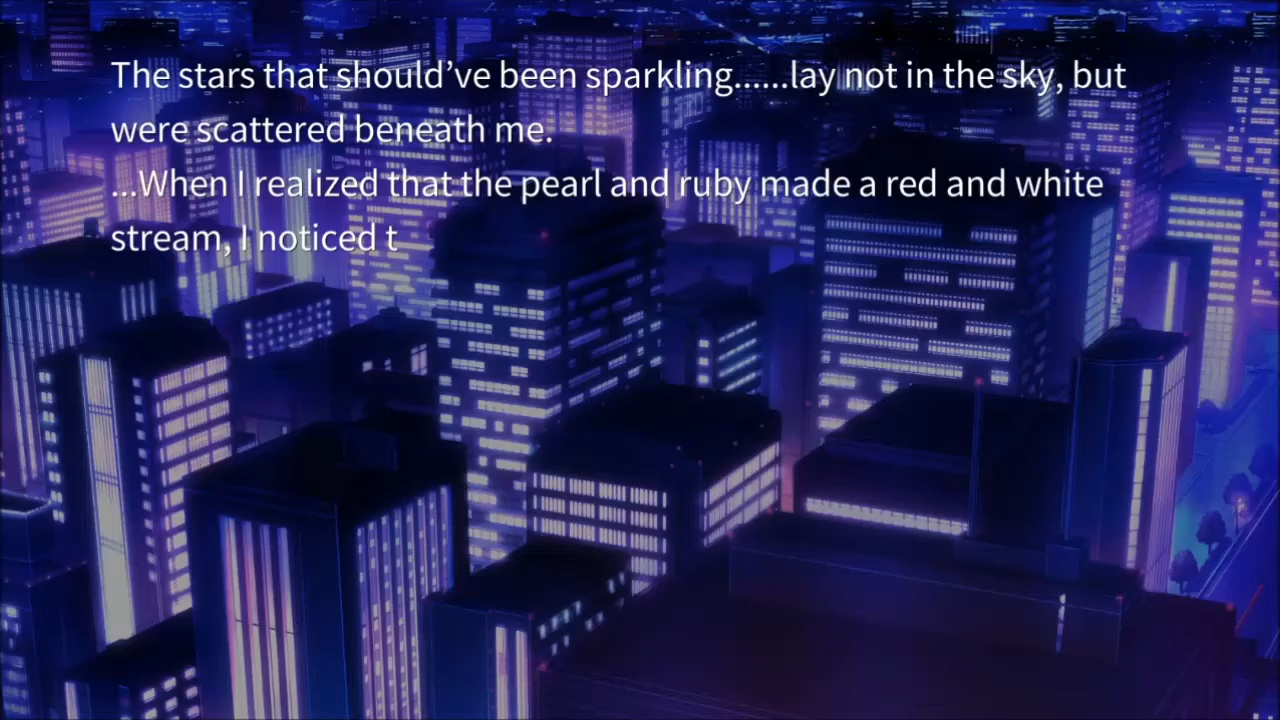 The stars that should’ve been sparkling......lay not in the sky, but
were scattered beneath me.
...When I realized that the pearl and ruby made a red and white
stream, I noticed t